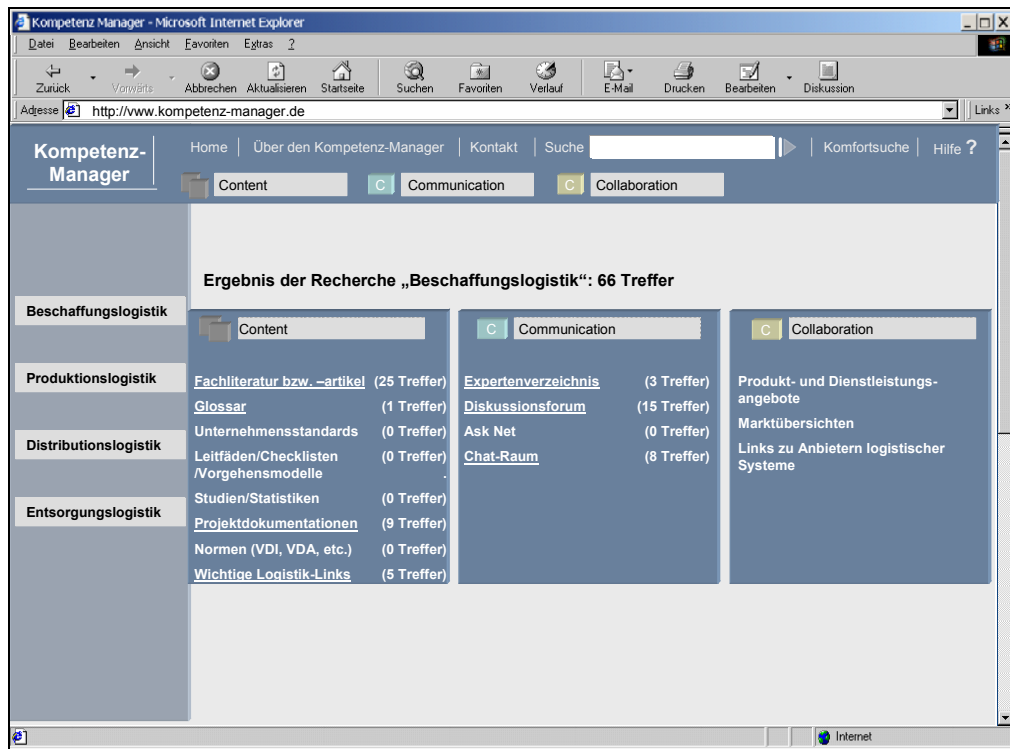 Kompetenz Manager - Microsoft Internet Explorer
Datei Bearbeiten Ansicht Favoriten Extras ?
Zurück Vorwärts Abbrechen Aktualisieren Startseite Suchen Favoriten Verlauf E-Mail Drucken Bearbeiten Diskussion
Adresse http://www.kompetenz-manager.de Links »
Kompetenz-
Manager
Home | Über den Kompetenz-Manager | Kontakt | Suche | Komfortsuche | Hilfe ?
Content C Communication C Collaboration
Ergebnis der Recherche „Beschaffungslogistik“: 66 Treffer
Beschaffungslogistik
Produktionslogistik
Distributionslogistik
Entsorgungslogistik
Content
Fachliteratur bzw. –artikel (25 Treffer)
Glossar (1 Treffer)
Unternehmensstandards (0 Treffer)
Leitfäden/Checklisten (0 Treffer)
/Vorgehensmodelle .
Studien/Statistiken (0 Treffer)
Projektdokumentationen (9 Treffer)
Normen (VDI, VDA, etc.) (0 Treffer)
Wichtige Logistik-Links (5 Treffer)
C Communication
Expertenverzeichnis (3 Treffer)
Diskussionsforum (15 Treffer)
Ask Net (0 Treffer)
Chat-Raum (8 Treffer)
C Collaboration
Produkt- und Dienstleistungs-
angebote
Marktübersichten
Links zu Anbietern logistischer
Systeme
Internet